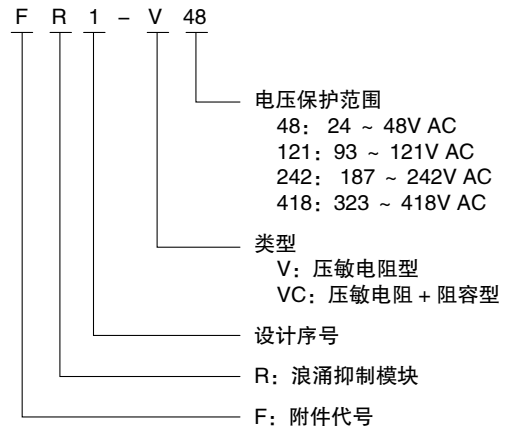 F R 1 – V 48
电压保护范围
48： 24 ~ 48V AC
121：93 ~ 121V AC
242： 187 ~ 242V AC
418：323 ~ 418V AC
类型
V：压敏电阻型
VC：压敏电阻 + 阻容型
设计序号
R：浪涌抑制模块
F：附件代号